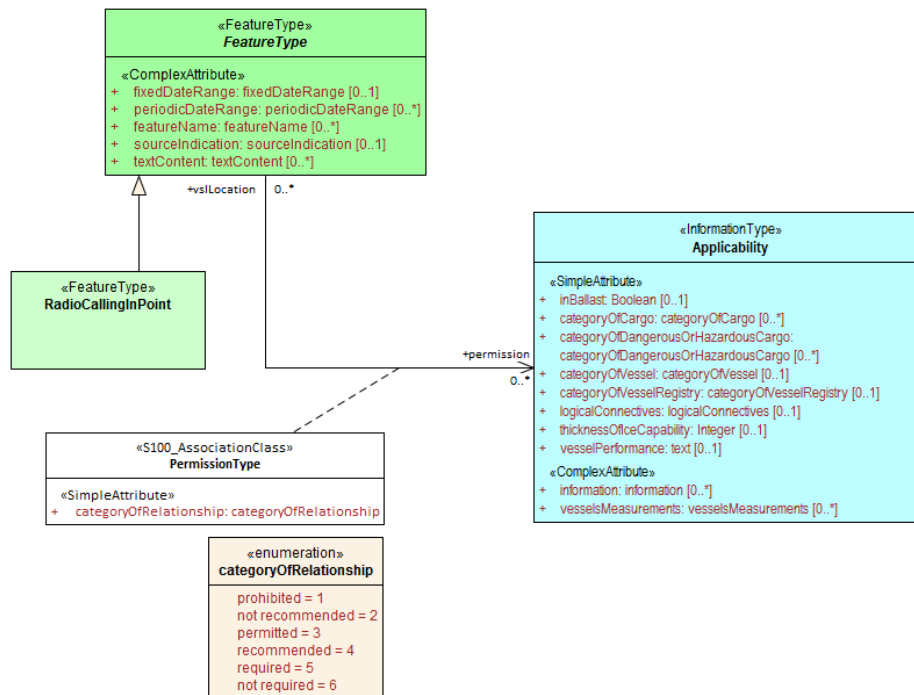 «FeatureType»
FeatureType
«ComplexAttribute»
+ fixedDateRange: fixedDateRange [0..1]
+ periodicDateRange: periodicDateRange [0..*]
+ featureName: featureName [0..*]
+ sourceIndication: sourceIndication [0..1]
+ textContent: textContent [0..*]
+vslLocation 0..*
«FeatureType»
RadioCallingInPoint
«InformationType»
Applicability
«SimpleAttribute»
+ inBallast: Boolean [0..1]
+ categoryOfCargo: categoryOfCargo [0..*]
+ categoryOfDangerousOrHazardousCargo:
categoryOfDangerousOrHazardousCargo [0..*]
+ categoryOfVessel: categoryOfVessel [0..1]
+ categoryOfVesselRegistry: categoryOfVesselRegistry [0..1]
+ logicalConnectives: logicalConnectives [0..1]
+ thicknessOfIceCapability: Integer [0..1]
+ vesselPerformance: text [0..1]
«ComplexAttribute»
+ information: information [0..*]
+ vesselsMeasurements: vesselsMeasurements [0..*]
+permission
0..*
«S100_AssociationClass»
PermissionType
«SimpleAttribute»
+ categoryOfRelationship: categoryOfRelationship
«enumeration»
categoryOfRelationship
prohibited = 1
not recommended = 2
permitted = 3
recommended = 4
required = 5
not required = 6